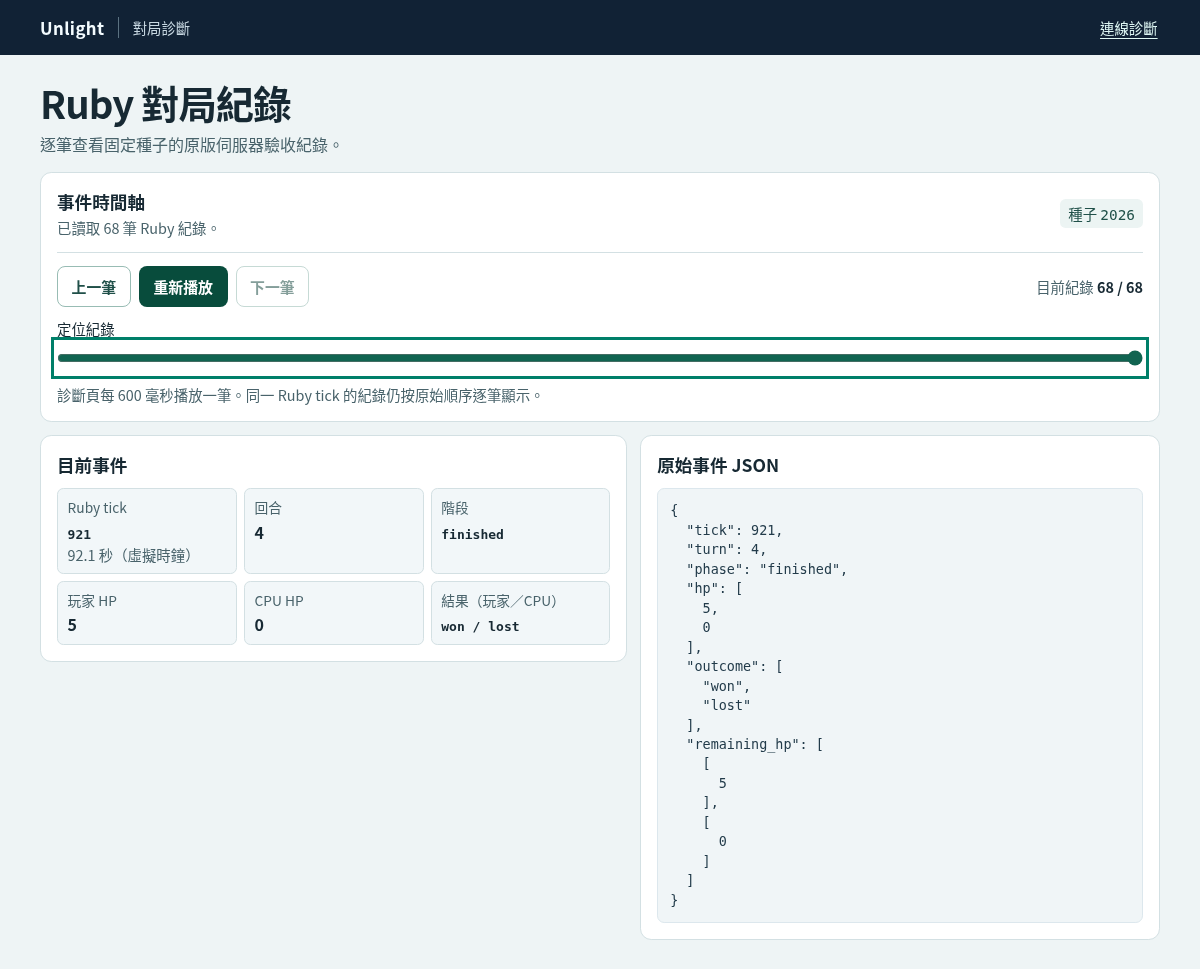 Unlight
對局診斷
連線診斷
Ruby 對局紀錄
逐筆查看固定種子的原版伺服器驗收紀錄。
事件時間軸
已讀取 68 筆 Ruby 紀錄。
種子 2026
上一筆
重新播放
下一筆
目前紀錄 68 / 68
定位紀錄
診斷頁每 600 毫秒播放一筆。同一 Ruby tick 的紀錄仍按原始順序逐筆顯示。
目前事件
Ruby tick
921
92.1 秒（虛擬時鐘）
回合
4
階段
finished
玩家 HP
5
CPU HP
0
結果（玩家／CPU）
won / lost
原始事件 JSON
{
  "tick": 921,
  "turn": 4,
  "phase": "finished",
  "hp": [
    5,
    0
  ],
  "outcome": [
    "won",
    "lost"
  ],
  "remaining_hp": [
    [
      5
    ],
    [
      0
    ]
  ]
}